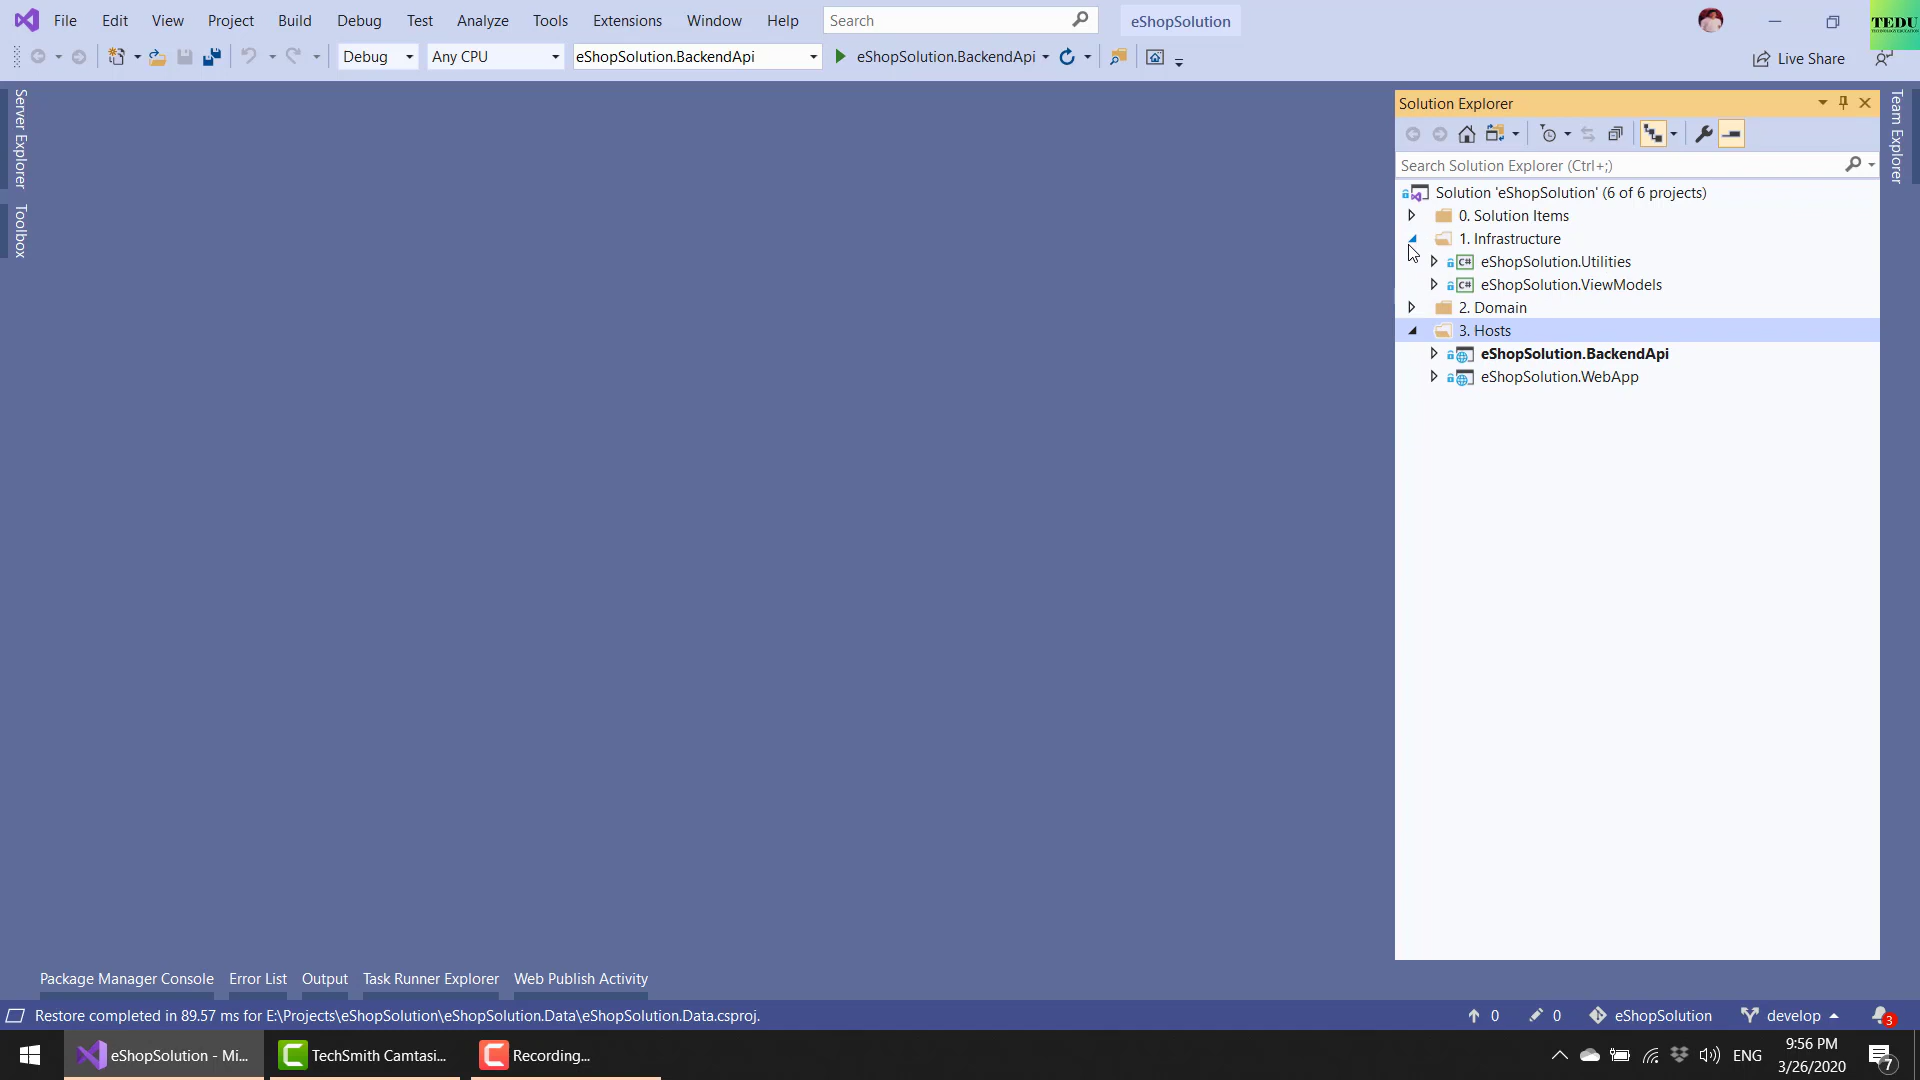 File Edit View Project Build Debug Test Analyze Tools Extensions Window Help Search eShopSolution
TEDU
TECHNOLOGY EDUCATION
Debug Any CPU eShopSolution.BackendApi eShopSolution.BackendApi Live Share
Server Explorer
Toolbox
Team Explorer
Solution Explorer
Search Solution Explorer (Ctrl+;)
Solution 'eShopSolution' (6 of 6 projects)
0. Solution Items
1. Infrastructure
C# eShopSolution.Utilities
C# eShopSolution.ViewModels
2. Domain
3. Hosts
eShopSolution.BackendApi
eShopSolution.WebApp
Package Manager Console Error List Output Task Runner Explorer Web Publish Activity
Restore completed in 89.57 ms for E:\Projects\eShopSolution\eShopSolution.Data\eShopSolution.Data.csproj. 0 0 eShopSolution develop 3
eShopSolution - Mi... TechSmith Camtasi... Recording... ENG 9:56 PM
3/26/2020 7